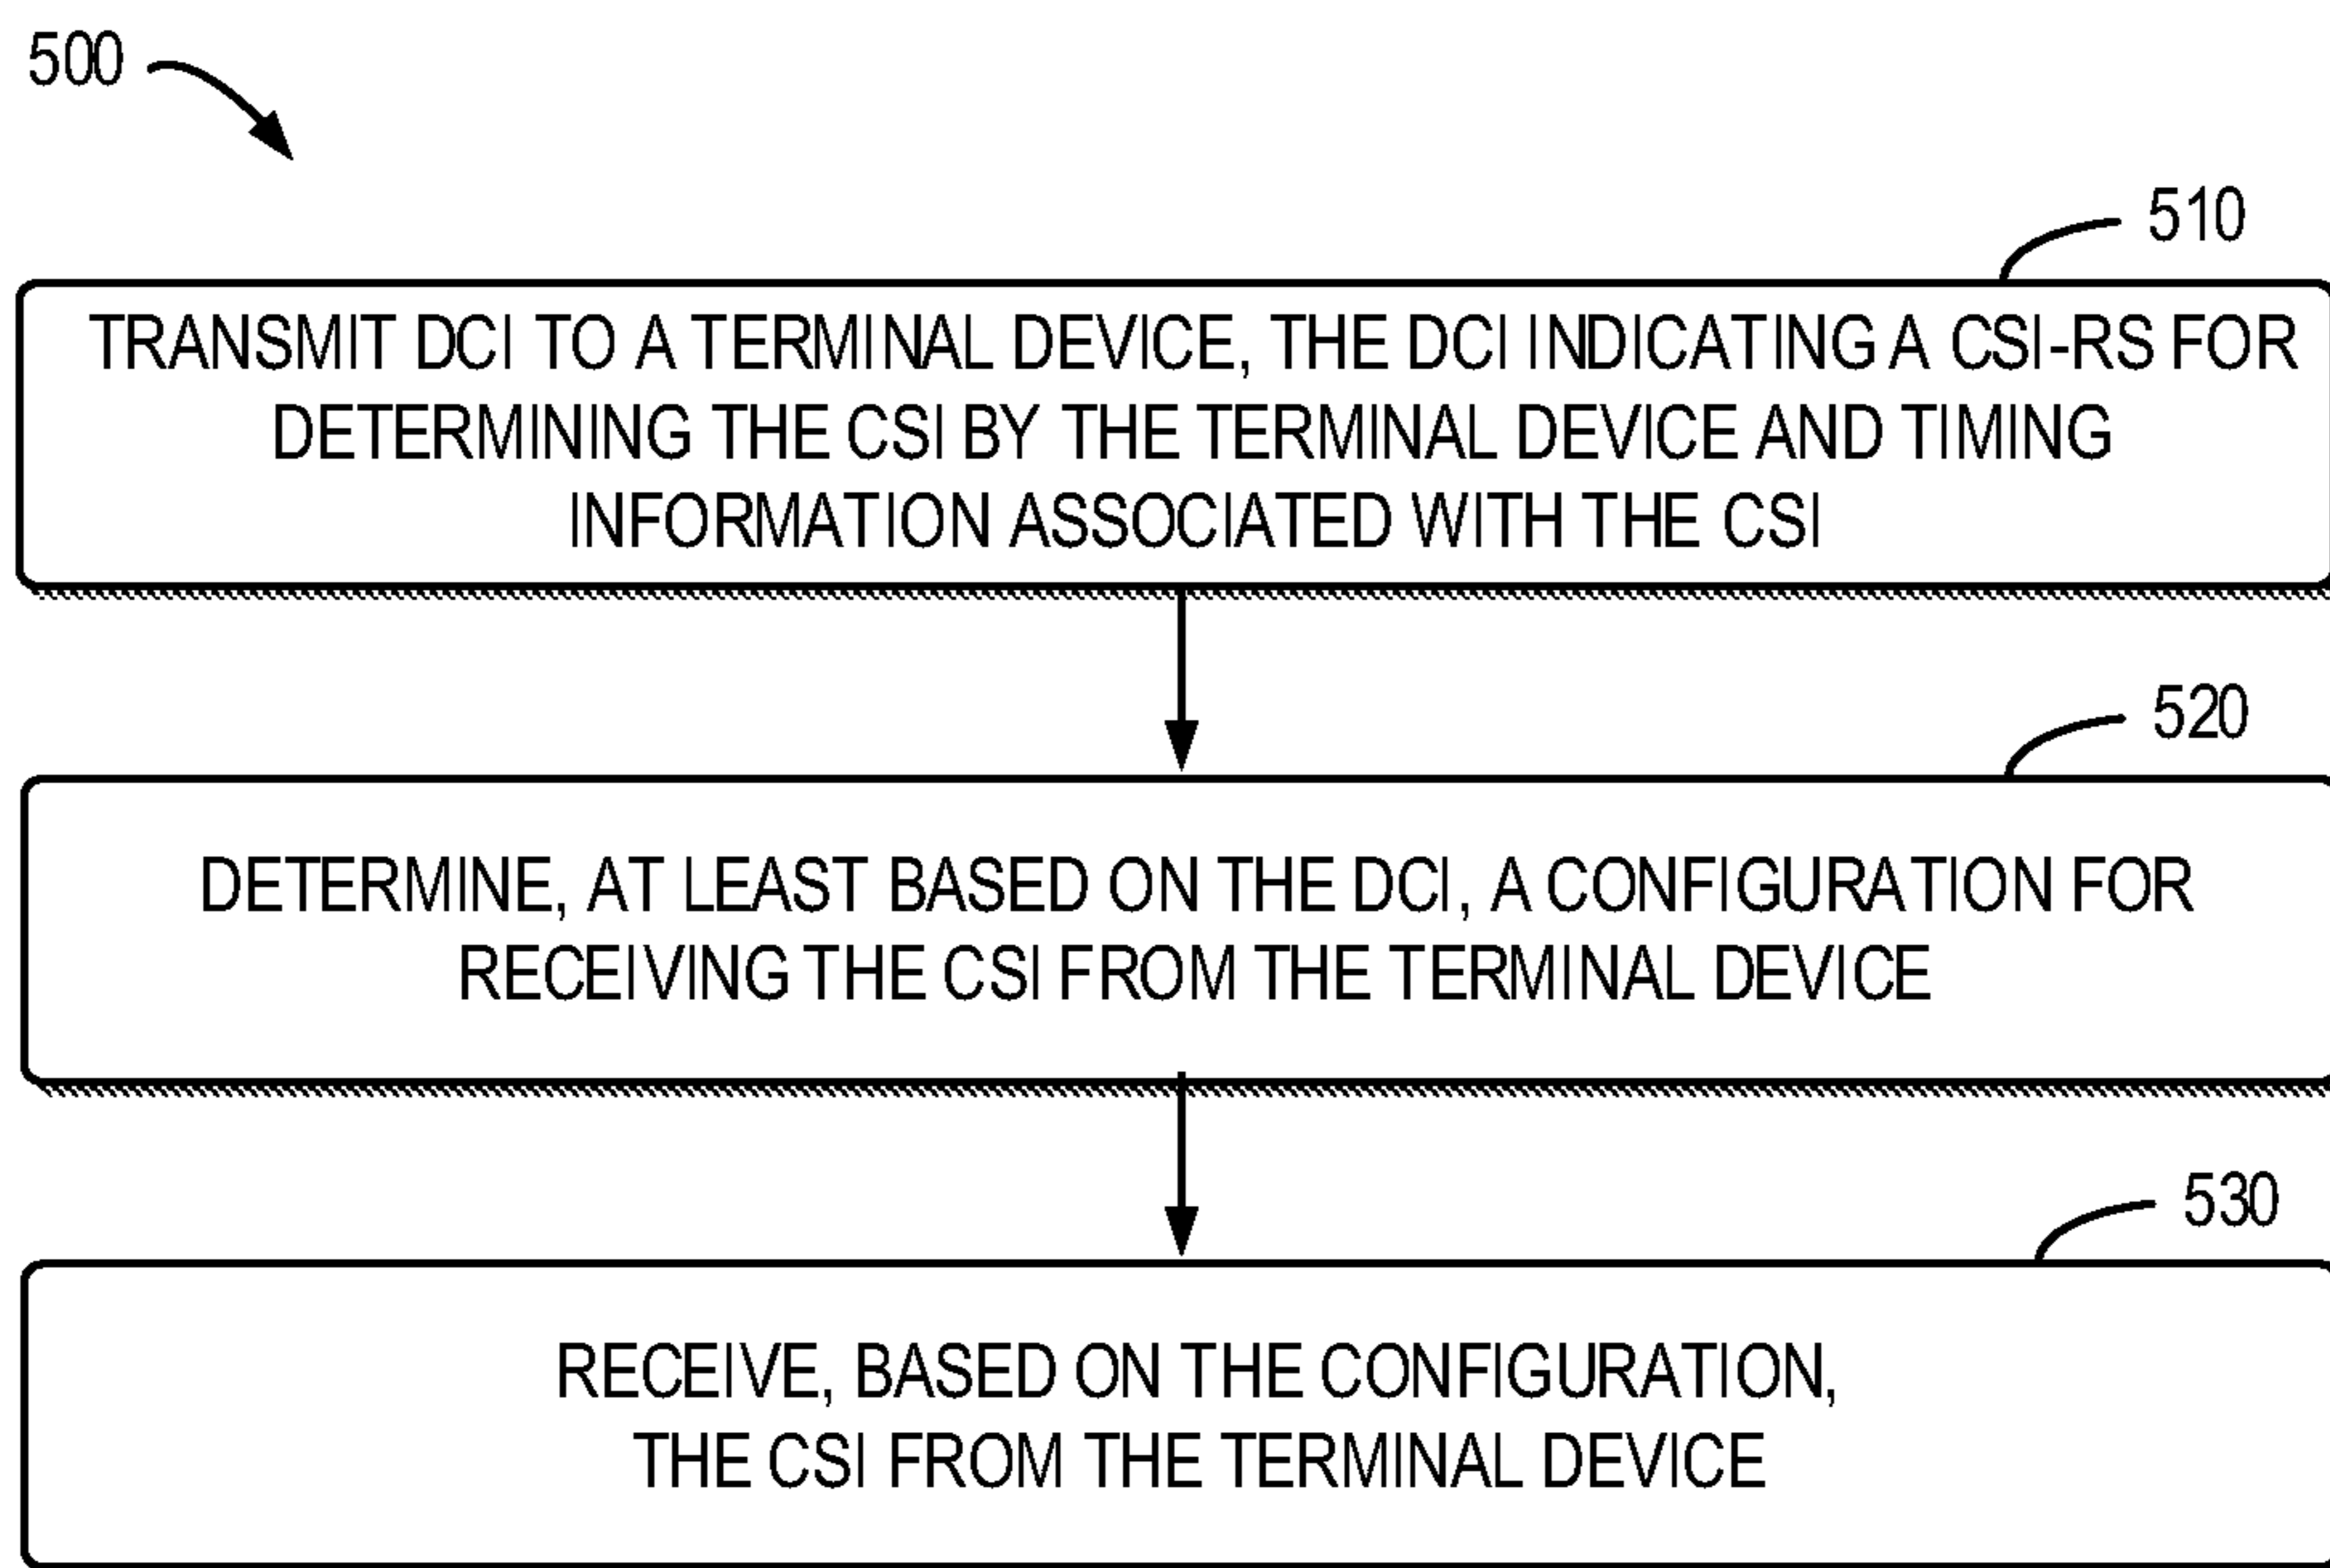 500
510
TRANSMIT DCI TO A TERMINAL DEVICE, THE DCI INDICATING A CSI-RS FOR
DETERMINING THE CSI BY THE TERMINAL DEVICE AND TIMING
INFORMATION ASSOCIATED WITH THE CSI
520
DETERMINE, AT LEAST BASED ON THE DCI, A CONFIGURATION FOR
RECEIVING THE CSI FROM THE TERMINAL DEVICE
530
RECEIVE, BASED ON THE CONFIGURATION,
THE CSI FROM THE TERMINAL DEVICE